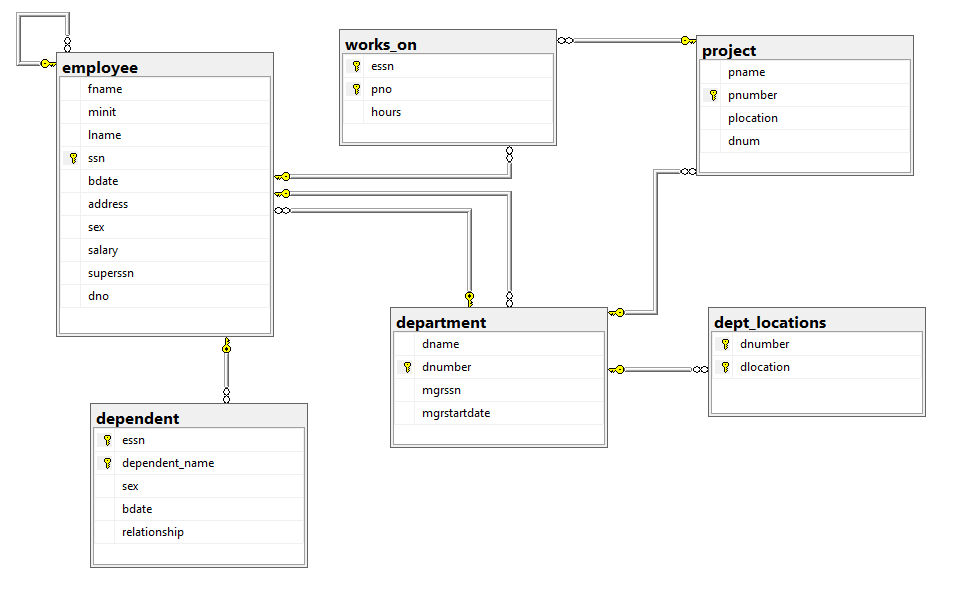 employee
fname
minit
lname
ssn
bdate
address
sex
salary
superssn
dno
works_on
essn
pno
hours
project
pname
pnumber
plocation
dnum
department
dname
dnumber
mgrssn
mgrstartdate
dept_locations
dnumber
dlocation
dependent
essn
dependent_name
sex
bdate
relationship